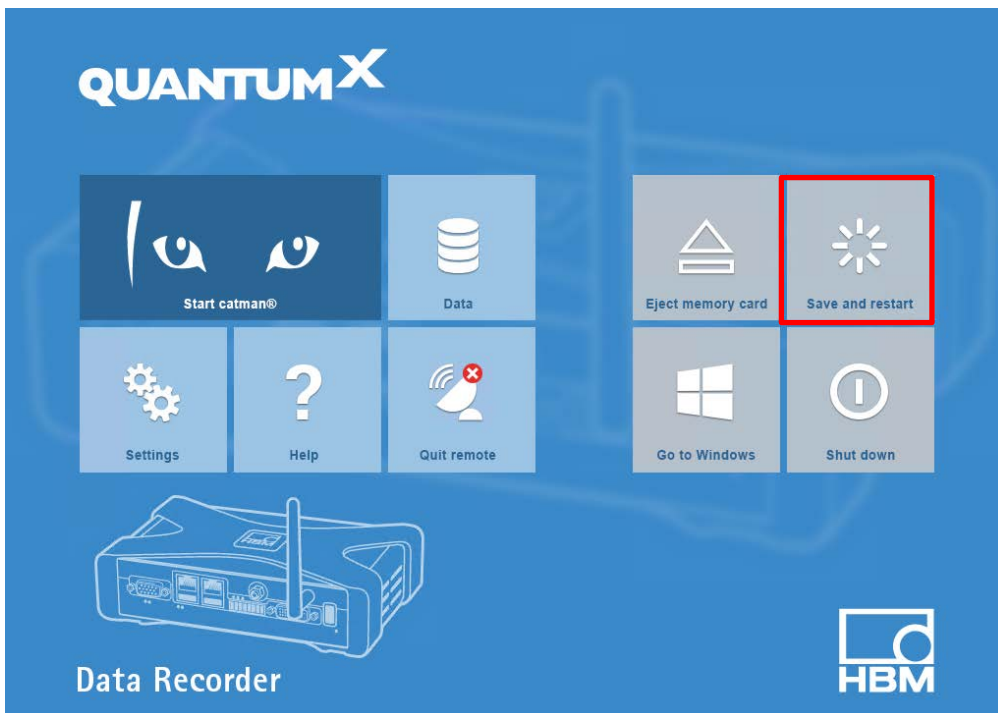 QUANTUMX
Start catman®
Data
Eject memory card
Save and restart
Settings
Help
Quit remote
Go to Windows
Shut down
HBM
Data Recorder
HBM